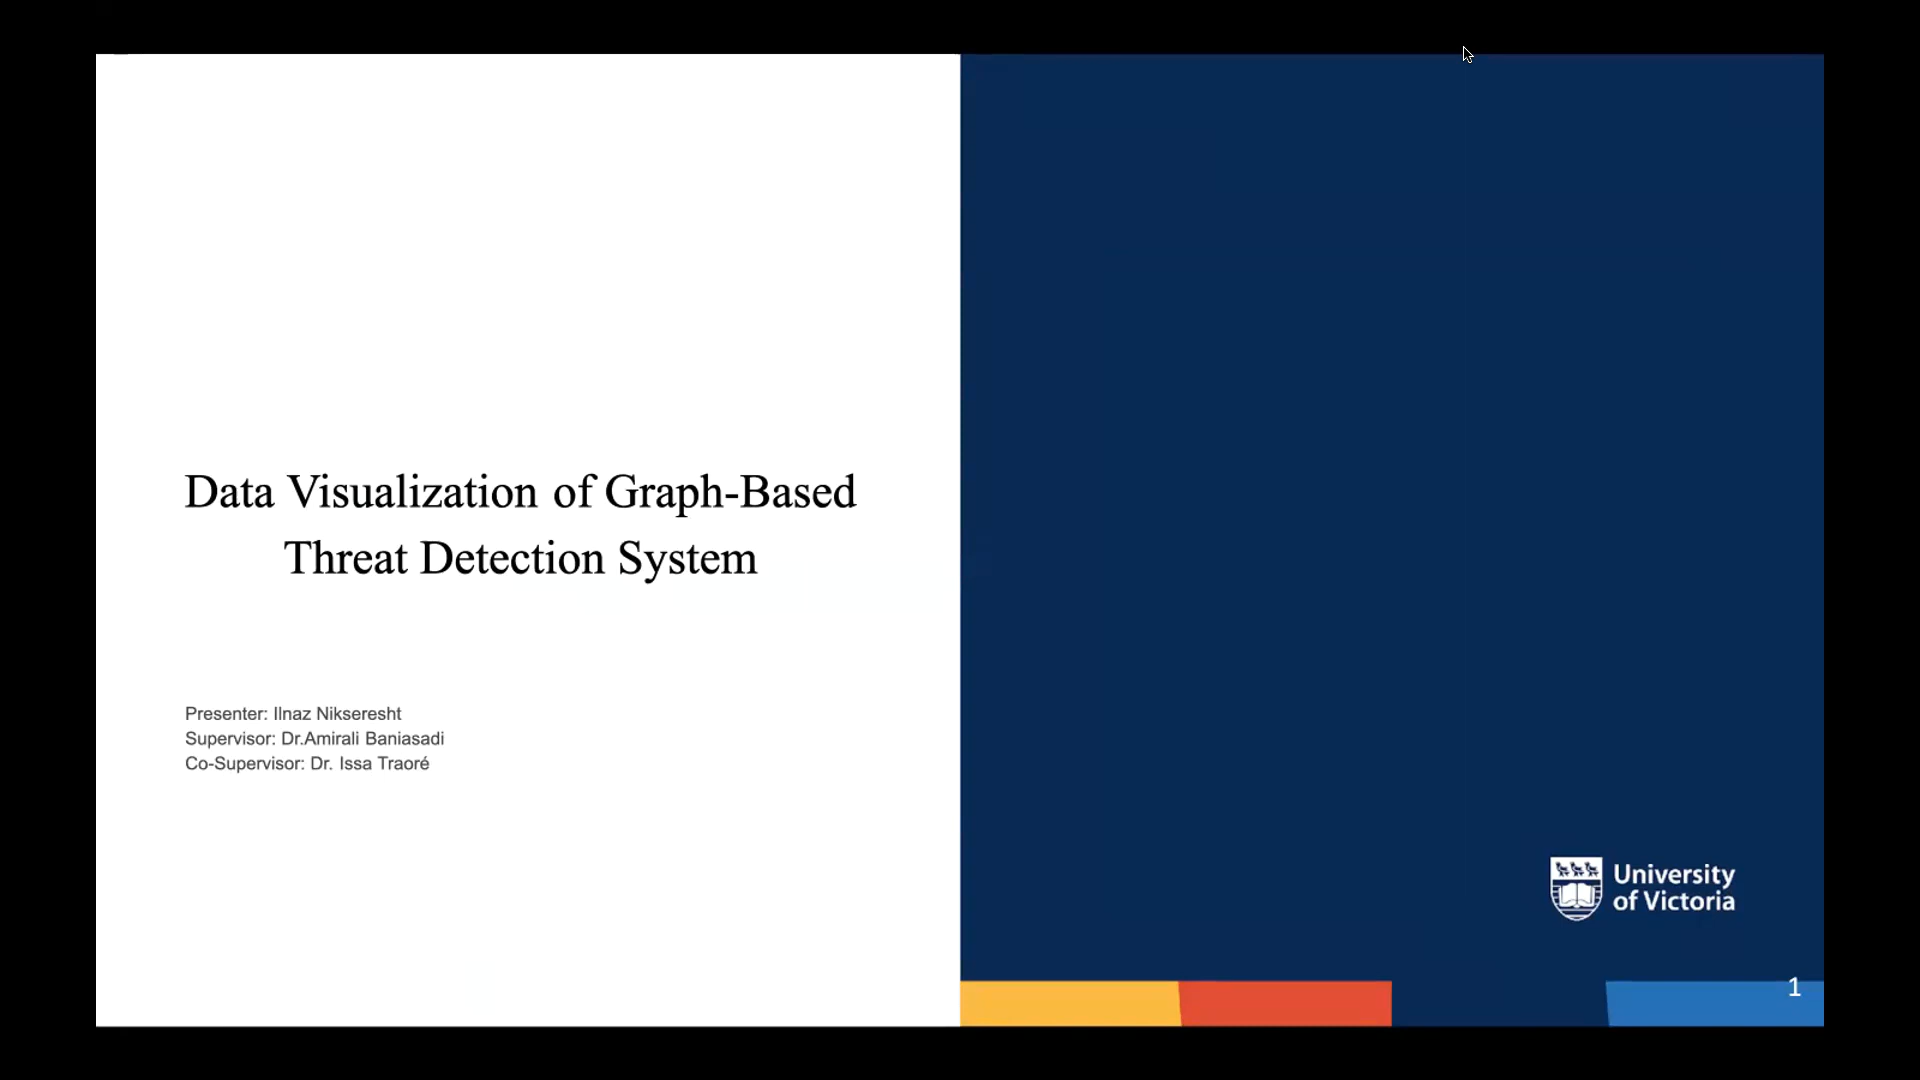 Data Visualization of Graph-Based
Threat Detection System
Presenter: Ilnaz Nikseresht
Supervisor: Dr.Amirali Baniasadi
Co-Supervisor: Dr. Issa Traoré
University
of Victoria
1